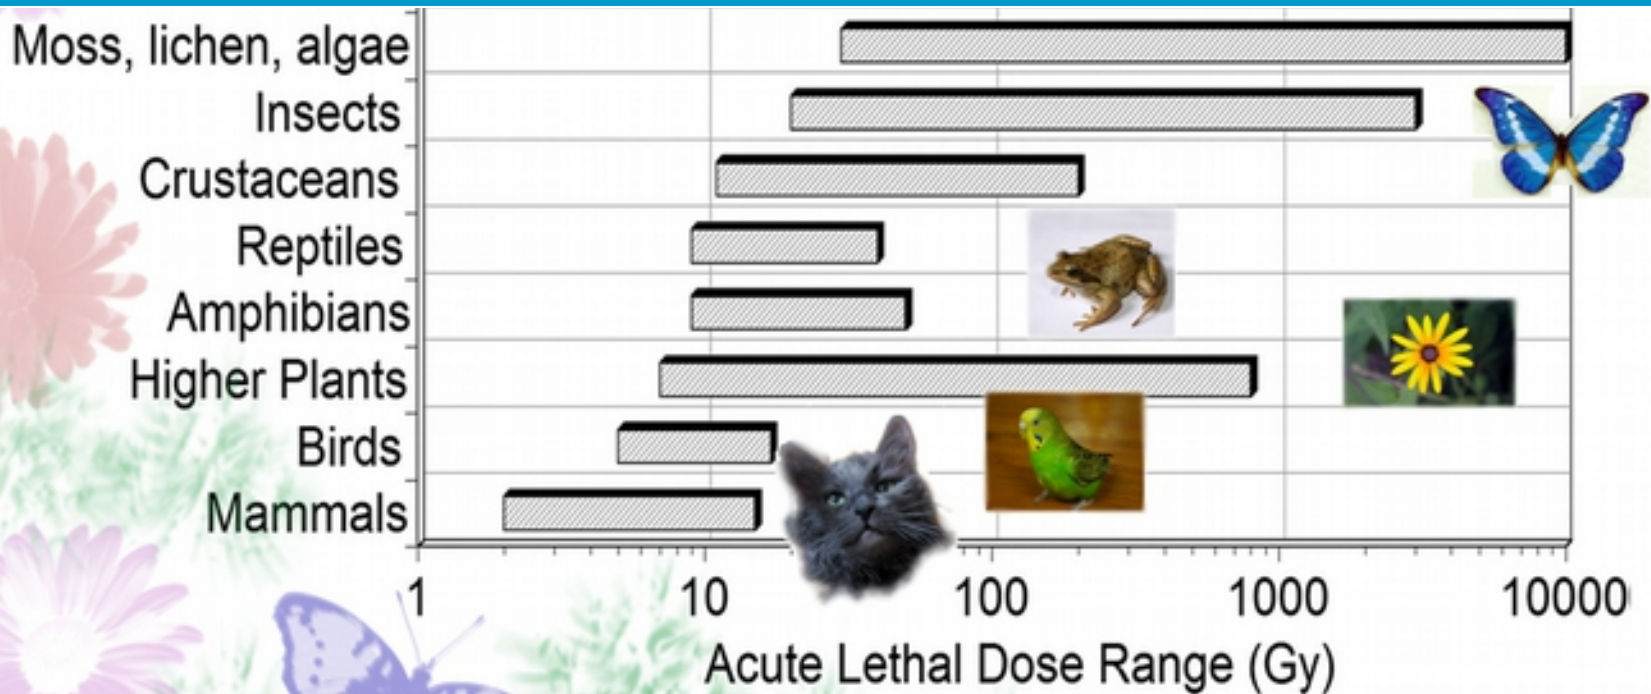 Moss, lichen, algae
Insects
Crustaceans
Reptiles
Amphibians
Higher Plants
Birds
Mammals
1 10 100 1000 10000
Acute Lethal Dose Range (Gy)